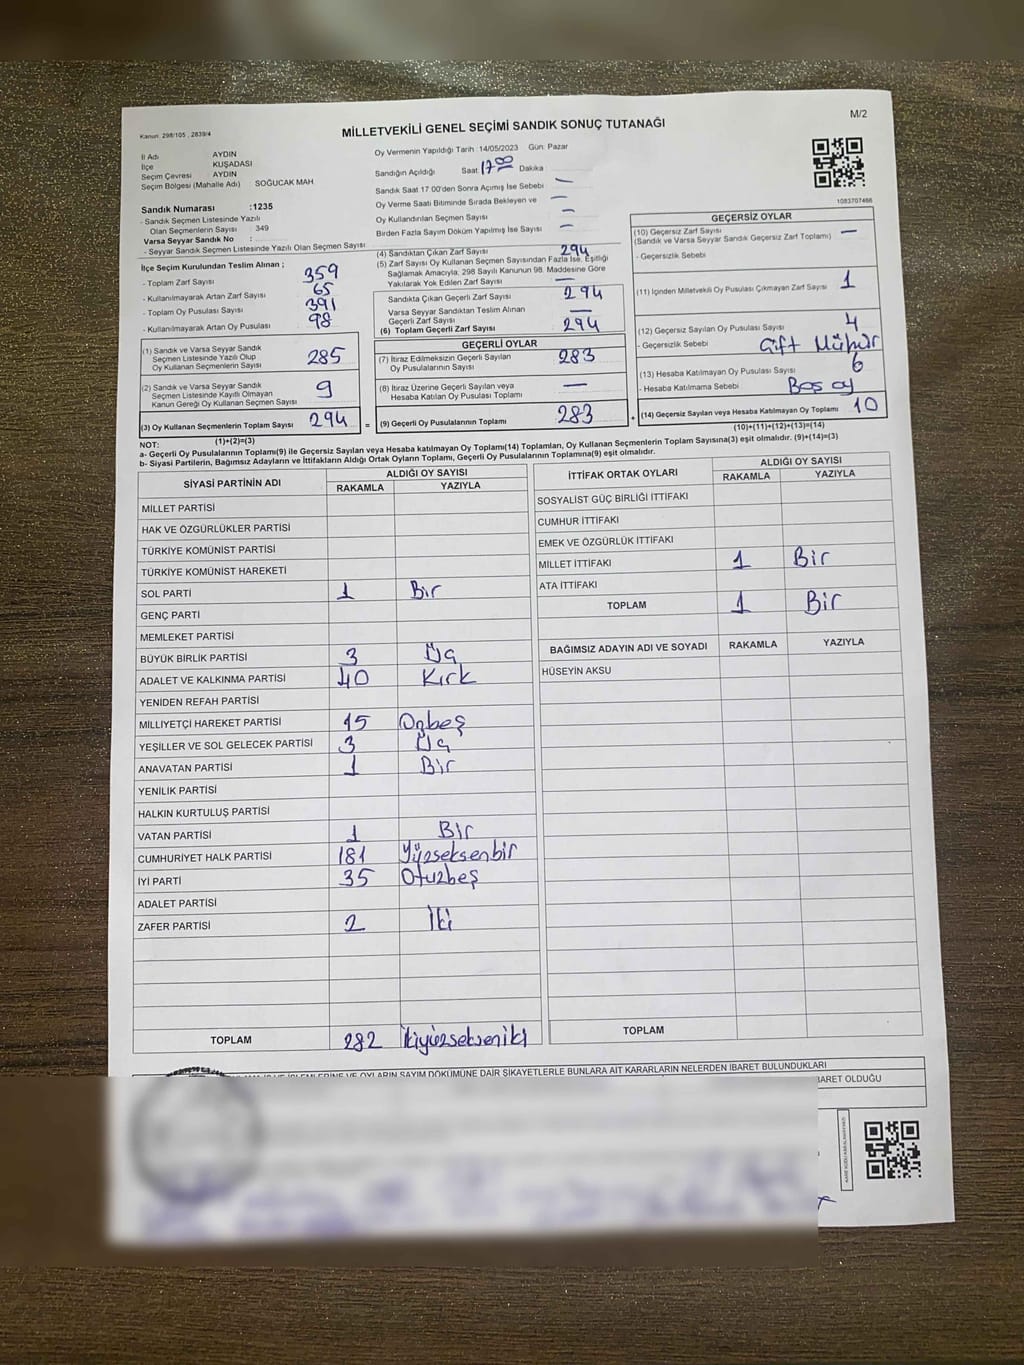 Kanun: 298/105 , 2839/4
M/2
MİLLETVEKİLİ GENEL SEÇİMİ SANDIK SONUÇ TUTANAĞI
İl Adı AYDIN
İlçe KUŞADASI
Seçim Çevresi AYDIN
Seçim Bölgesi (Mahalle Adı) SOĞUCAK MAH.
Sandık Numarası :1235
- Sandık Seçmen Listesinde Yazılı
Olan Seçmenlerin Sayısı : 349
Varsa Seyyar Sandık No :
- Seyyar Sandık Seçmen Listesinde Yazılı Olan Seçmen Sayısı
Oy Vermenin Yapıldığı Tarih : 14/05/2023 Gün: Pazar
Sandığın Açıldığı Saat 17 00 Dakika :
Sandık Saat 17.00'den Sonra Açımış İse Sebebi —
Oy Verme Saati Bitiminde Sırada Bekleyen ve —
Oy Kullandırılan Seçmen Sayısı —
Birden Fazla Sayım Döküm Yapılmış İse Sayısı —
1083707466
İlçe Seçim Kurulundan Teslim Alınan ;
- Toplam Zarf Sayısı 359
- Kullanılmayarak Artan Zarf Sayısı 65
- Toplam Oy Pusulası Sayısı 391
- Kullanılmayarak Artan Oy Pusulası 98
(1) Sandık ve Varsa Seyyar Sandık
Seçmen Listesinde Yazılı Olup
Oy Kullanan Seçmenlerin Sayısı 285
(2) Sandık ve Varsa Seyyar Sandık
Seçmen Listesinde Kayıtlı Olmayan
Kanun Gereği Oy Kullanan Seçmen Sayısı 9
(3) Oy Kullanan Seçmenlerin Toplam Sayısı 294 =
(1)+(2)=(3)
(4) Sandıktan Çıkan Zarf Sayısı 294
(5) Zarf Sayısı Oy Kullanan Seçmen Sayısından Fazla İse, Eşitliği
Sağlamak Amacıyla; 298 Sayılı Kanunun 98. Maddesine Göre
Yakılarak Yok Edilen Zarf Sayısı —
Sandıkta Çıkan Geçerli Zarf Sayısı 294
Varsa Seyyar Sandıktan Teslim Alınan
Geçerli Zarf Sayısı —
(6) Toplam Geçerli Zarf Sayısı 294
GEÇERLİ OYLAR
(7) İtiraz Edilmeksizin Geçerli Sayılan
Oy Pusulalarının Sayısı 283
(8) İtiraz Üzerine Geçerli Sayılan veya
Hesaba Katılan Oy Pusulası Toplamı —
(9) Geçerli Oy Pusulalarının Toplamı 283 +
GEÇERSİZ OYLAR
(10) Geçersiz Zarf Sayısı
(Sandık ve Varsa Seyyar Sandık Geçersiz Zarf Toplamı) —
- Geçersizlik Sebebi
(11) İçinden Milletvekili Oy Pusulası Çıkmayan Zarf Sayısı 1
(12) Geçersiz Sayılan Oy Pusulası Sayısı 4
- Geçersizlik Sebebi Çift Mühür
(13) Hesaba Katılmayan Oy Pusulası Sayısı 6
- Hesaba Katılmama Sebebi Boş oy
(14) Geçersiz Sayılan veya Hesaba Katılmayan Oy Toplamı 10
(10)+(11)+(12)+(13)=(14)
NOT:
a- Geçerli Oy Pusulalarının Toplamı(9) ile Geçersiz Sayılan veya Hesaba katılmayan Oy Toplamı(14) Toplamları, Oy Kullanan Seçmenlerin Toplam Sayısına(3) eşit olmalıdır. (9)+(14)=(3)
b- Siyasi Partilerin, Bağımsız Adayların ve İttifakların Aldığı Ortak Oyların Toplamı, Geçerli Oy Pusulalarının Toplamına(9) eşit olmalıdır.
SİYASİ PARTİNİN ADI ALDIĞI OY SAYISI
RAKAMLA YAZIYLA
MİLLET PARTİSİ
HAK VE ÖZGÜRLÜKLER PARTİSİ
TÜRKİYE KOMÜNİST PARTİSİ
TÜRKİYE KOMÜNİST HAREKETİ
SOL PARTİ 1 Bir
GENÇ PARTİ
MEMLEKET PARTİSİ
BÜYÜK BİRLİK PARTİSİ 3 Üç
ADALET VE KALKINMA PARTİSİ 40 Kırk
YENİDEN REFAH PARTİSİ
MİLLİYETÇİ HAREKET PARTİSİ 15 Onbeş
YEŞİLLER VE SOL GELECEK PARTİSİ 3 Üç
ANAVATAN PARTİSİ 1 Bir
YENİLİK PARTİSİ
HALKIN KURTULUŞ PARTİSİ
VATAN PARTİSİ 1 Bir
CUMHURİYET HALK PARTİSİ 181 Yüzseksenbir
İYİ PARTİ 35 Otuzbeş
ADALET PARTİSİ
ZAFER PARTİSİ 2 İki
TOPLAM 282 İkiyüzsekseniki
İTTİFAK ORTAK OYLARI ALDIĞI OY SAYISI
RAKAMLA YAZIYLA
SOSYALİST GÜÇ BİRLİĞİ İTTİFAKI
CUMHUR İTTİFAKI
EMEK VE ÖZGÜRLÜK İTTİFAKI
MİLLET İTTİFAKI 1 Bir
ATA İTTİFAKI
TOPLAM 1 Bir
BAĞIMSIZ ADAYIN ADI VE SOYADI RAKAMLA YAZIYLA
HÜSEYİN AKSU
TOPLAM
VE OYLARIN SAYIM DÖKÜMÜNE DAİR ŞİKAYETLERLE BUNLARA AİT KARARLARIN NELERDEN İBARET BULUNDUKLARI
OLDUĞU